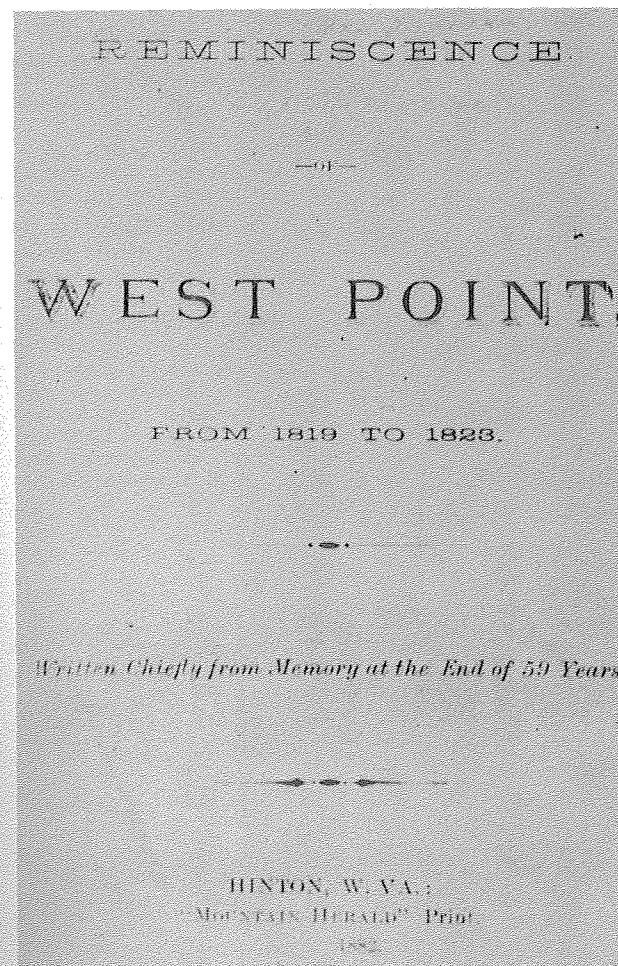 REMINISCENCE
—OF—
WEST POINT.
FROM 1819 TO 1823.
Written Chiefly from Memory at the End of 59 Years
HINTON, W. VA.:
"MOUNTAIN HERALD" Print.
1882.